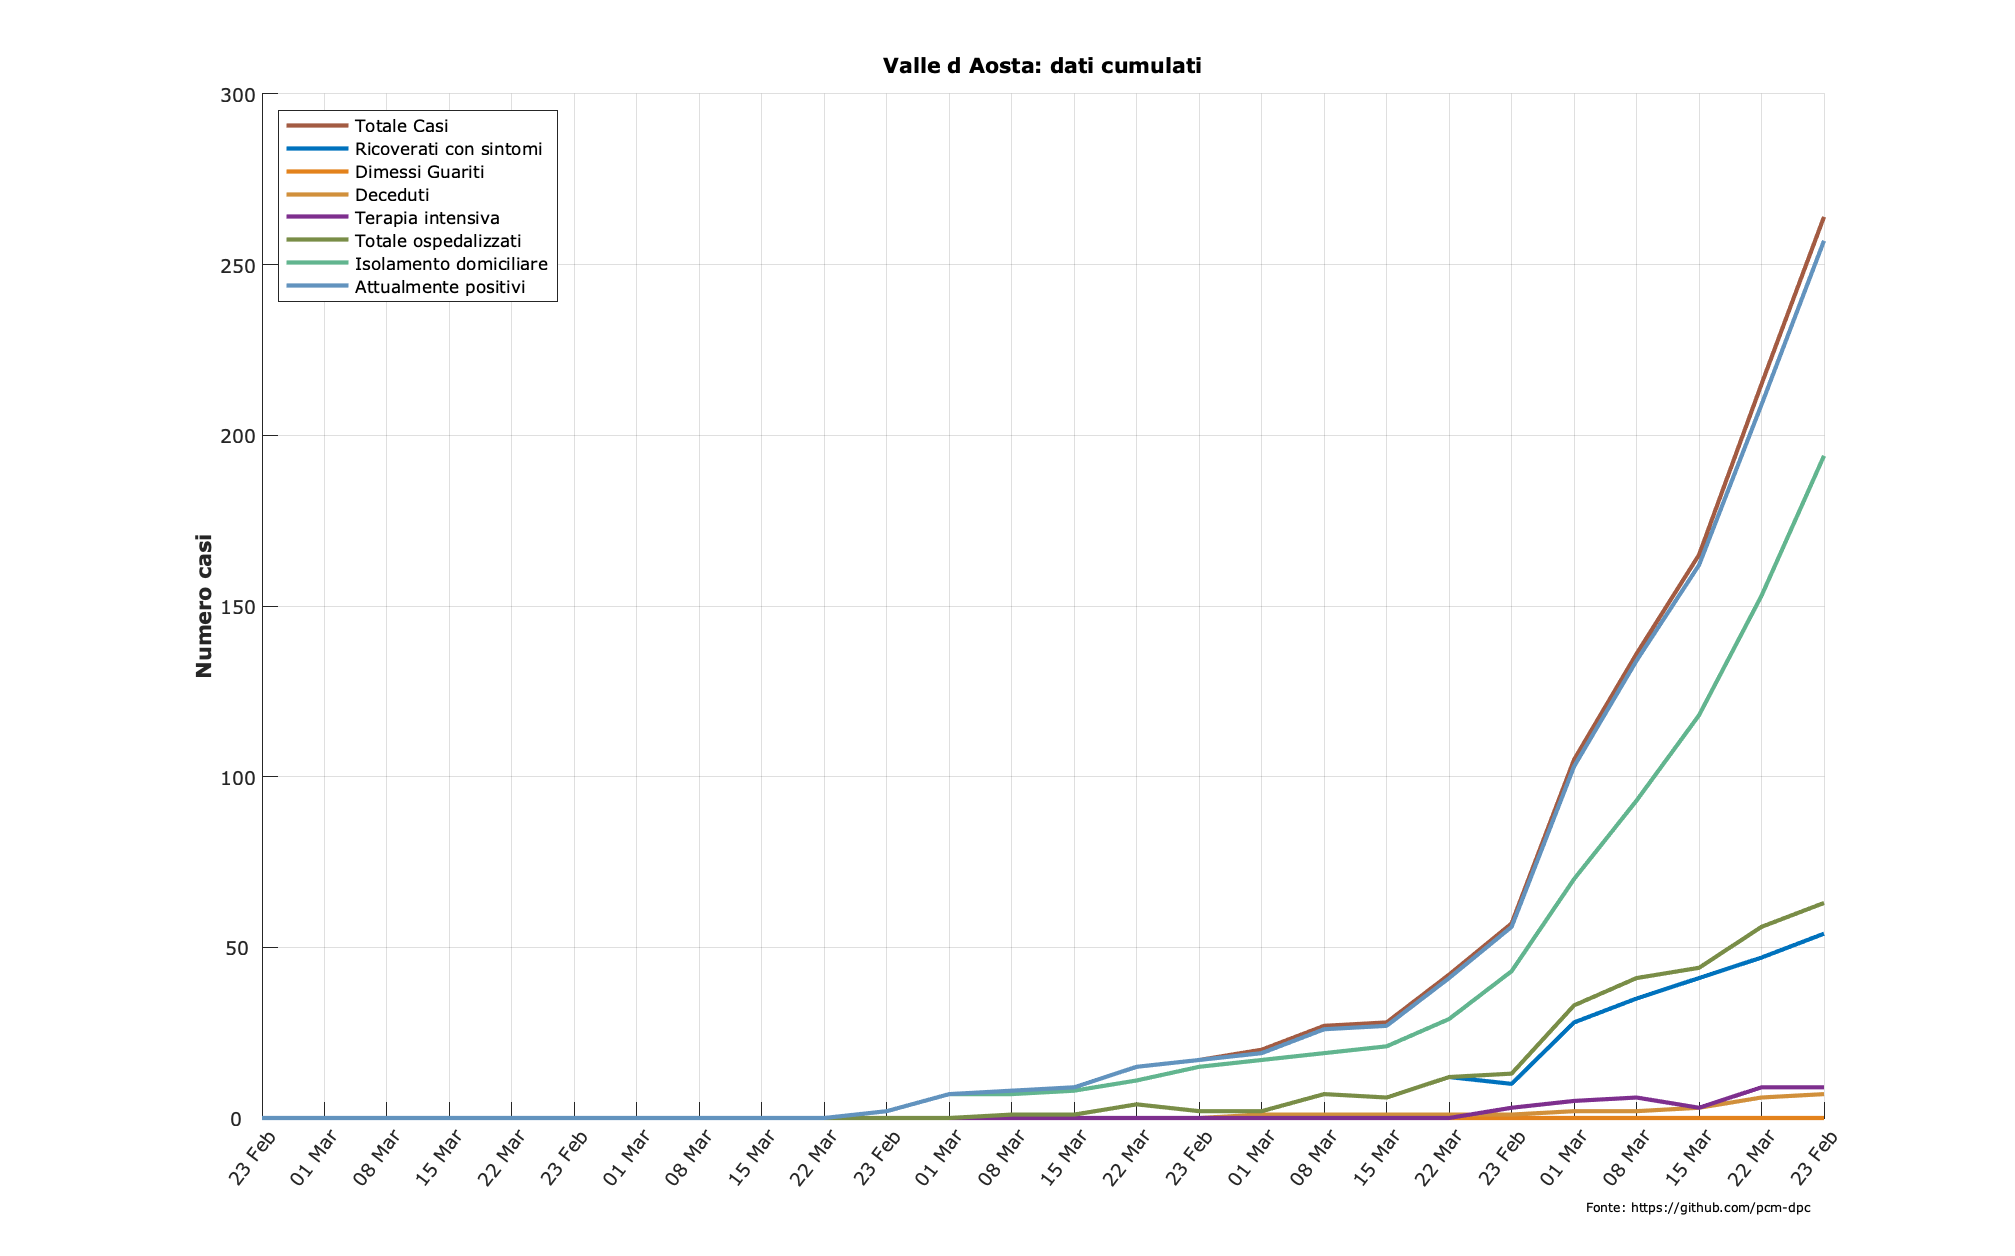 Valle d Aosta: dati cumulati
300
250
200
150
100
50
0
Numero casi
Totale Casi
Ricoverati con sintomi
Dimessi Guariti
Deceduti
Terapia intensiva
Totale ospedalizzati
Isolamento domiciliare
Attualmente positivi
23 Feb
01 Mar
08 Mar
15 Mar
22 Mar
23 Feb
01 Mar
08 Mar
15 Mar
22 Mar
23 Feb
01 Mar
08 Mar
15 Mar
22 Mar
23 Feb
01 Mar
08 Mar
15 Mar
22 Mar
23 Feb
01 Mar
08 Mar
15 Mar
22 Mar
23 Feb
Fonte: https://github.com/pcm-dpc